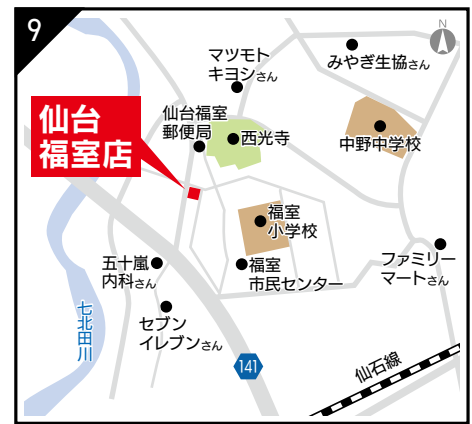 9
N
マツモト
キヨシさん
みやぎ生協さん
仙台
福室店
仙台福室
郵便局
西光寺
中野中学校
福室
小学校
五十嵐
内科さん
福室
市民センター
ファミリー
マートさん
七北田川
セブン
イレブンさん
141
仙石線